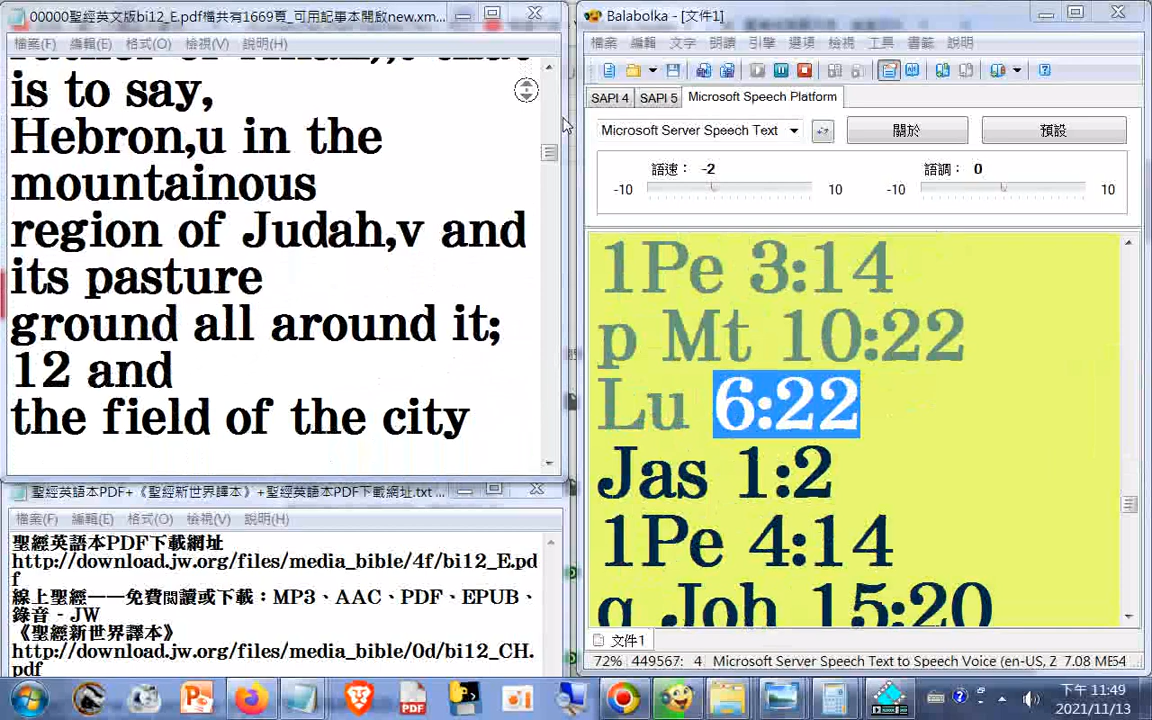 00000聖經英文版bi12_E.pdf檔共有1669頁_可用記事本開啟new.xm...
檔案(F) 編輯(E) 格式(O) 檢視(V) 說明(H)
is to say,
Hebron,u in the
mountainous
region of Judah,v and
its pasture
ground all around it;
12 and
the field of the city
聖經英語本PDF+《聖經新世界譯本》+聖經英語本PDF下載網址.txt ...
檔案(F) 編輯(E) 格式(O) 檢視(V) 說明(H)
聖經英語本PDF下載網址
http://download.jw.org/files/media_bible/4f/bi12_E.pd
f
線上聖經——免費閱讀或下載：MP3、AAC、PDF、EPUB、
錄音 - JW
《聖經新世界譯本》
http://download.jw.org/files/media_bible/0d/bi12_CH.
pdf
Balabolka - [文件1]
檔案 編輯 文字 朗讀 引擎 選項 檢視 工具 書籤 說明
SAPI 4 SAPI 5 Microsoft Speech Platform
Microsoft Server Speech Text 關於 預設
語速： -2 語調： 0
-10 10 -10 10
1Pe 3:14
p Mt 10:22
Lu 6:22
Jas 1:2
1Pe 4:14
q Joh 15:20
文件1
72% 449567: 4 Microsoft Server Speech Text to Speech Voice (en-US, Z 7.08 ME54
下午 11:49
2021/11/13